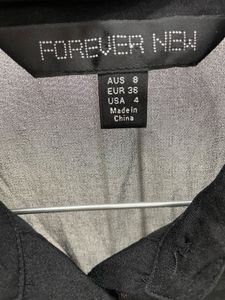 FOREVER NEW
AUS 8
EUR 36
USA 4
Made in
China